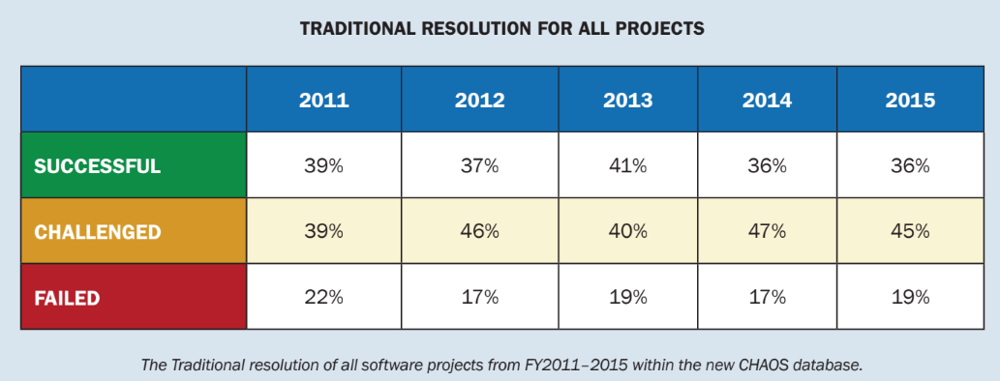 TRADITIONAL RESOLUTION FOR ALL PROJECTS
2011 2012 2013 2014 2015
SUCCESSFUL 39% 37% 41% 36% 36%
CHALLENGED 39% 46% 40% 47% 45%
FAILED 22% 17% 19% 17% 19%
The Traditional resolution of all software projects from FY2011–2015 within the new CHAOS database.